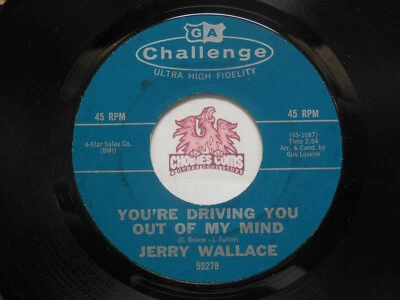 GA
Challenge
ULTRA HIGH FIDELITY
45 RPM
45 RPM
4-Star Sales Co.
(BMI)
(45-1087)
Time 2:54
Arr. & Cond. by
Gus Levene
YOU'RE DRIVING YOU
OUT OF MY MIND
JERRY WALLACE
59278